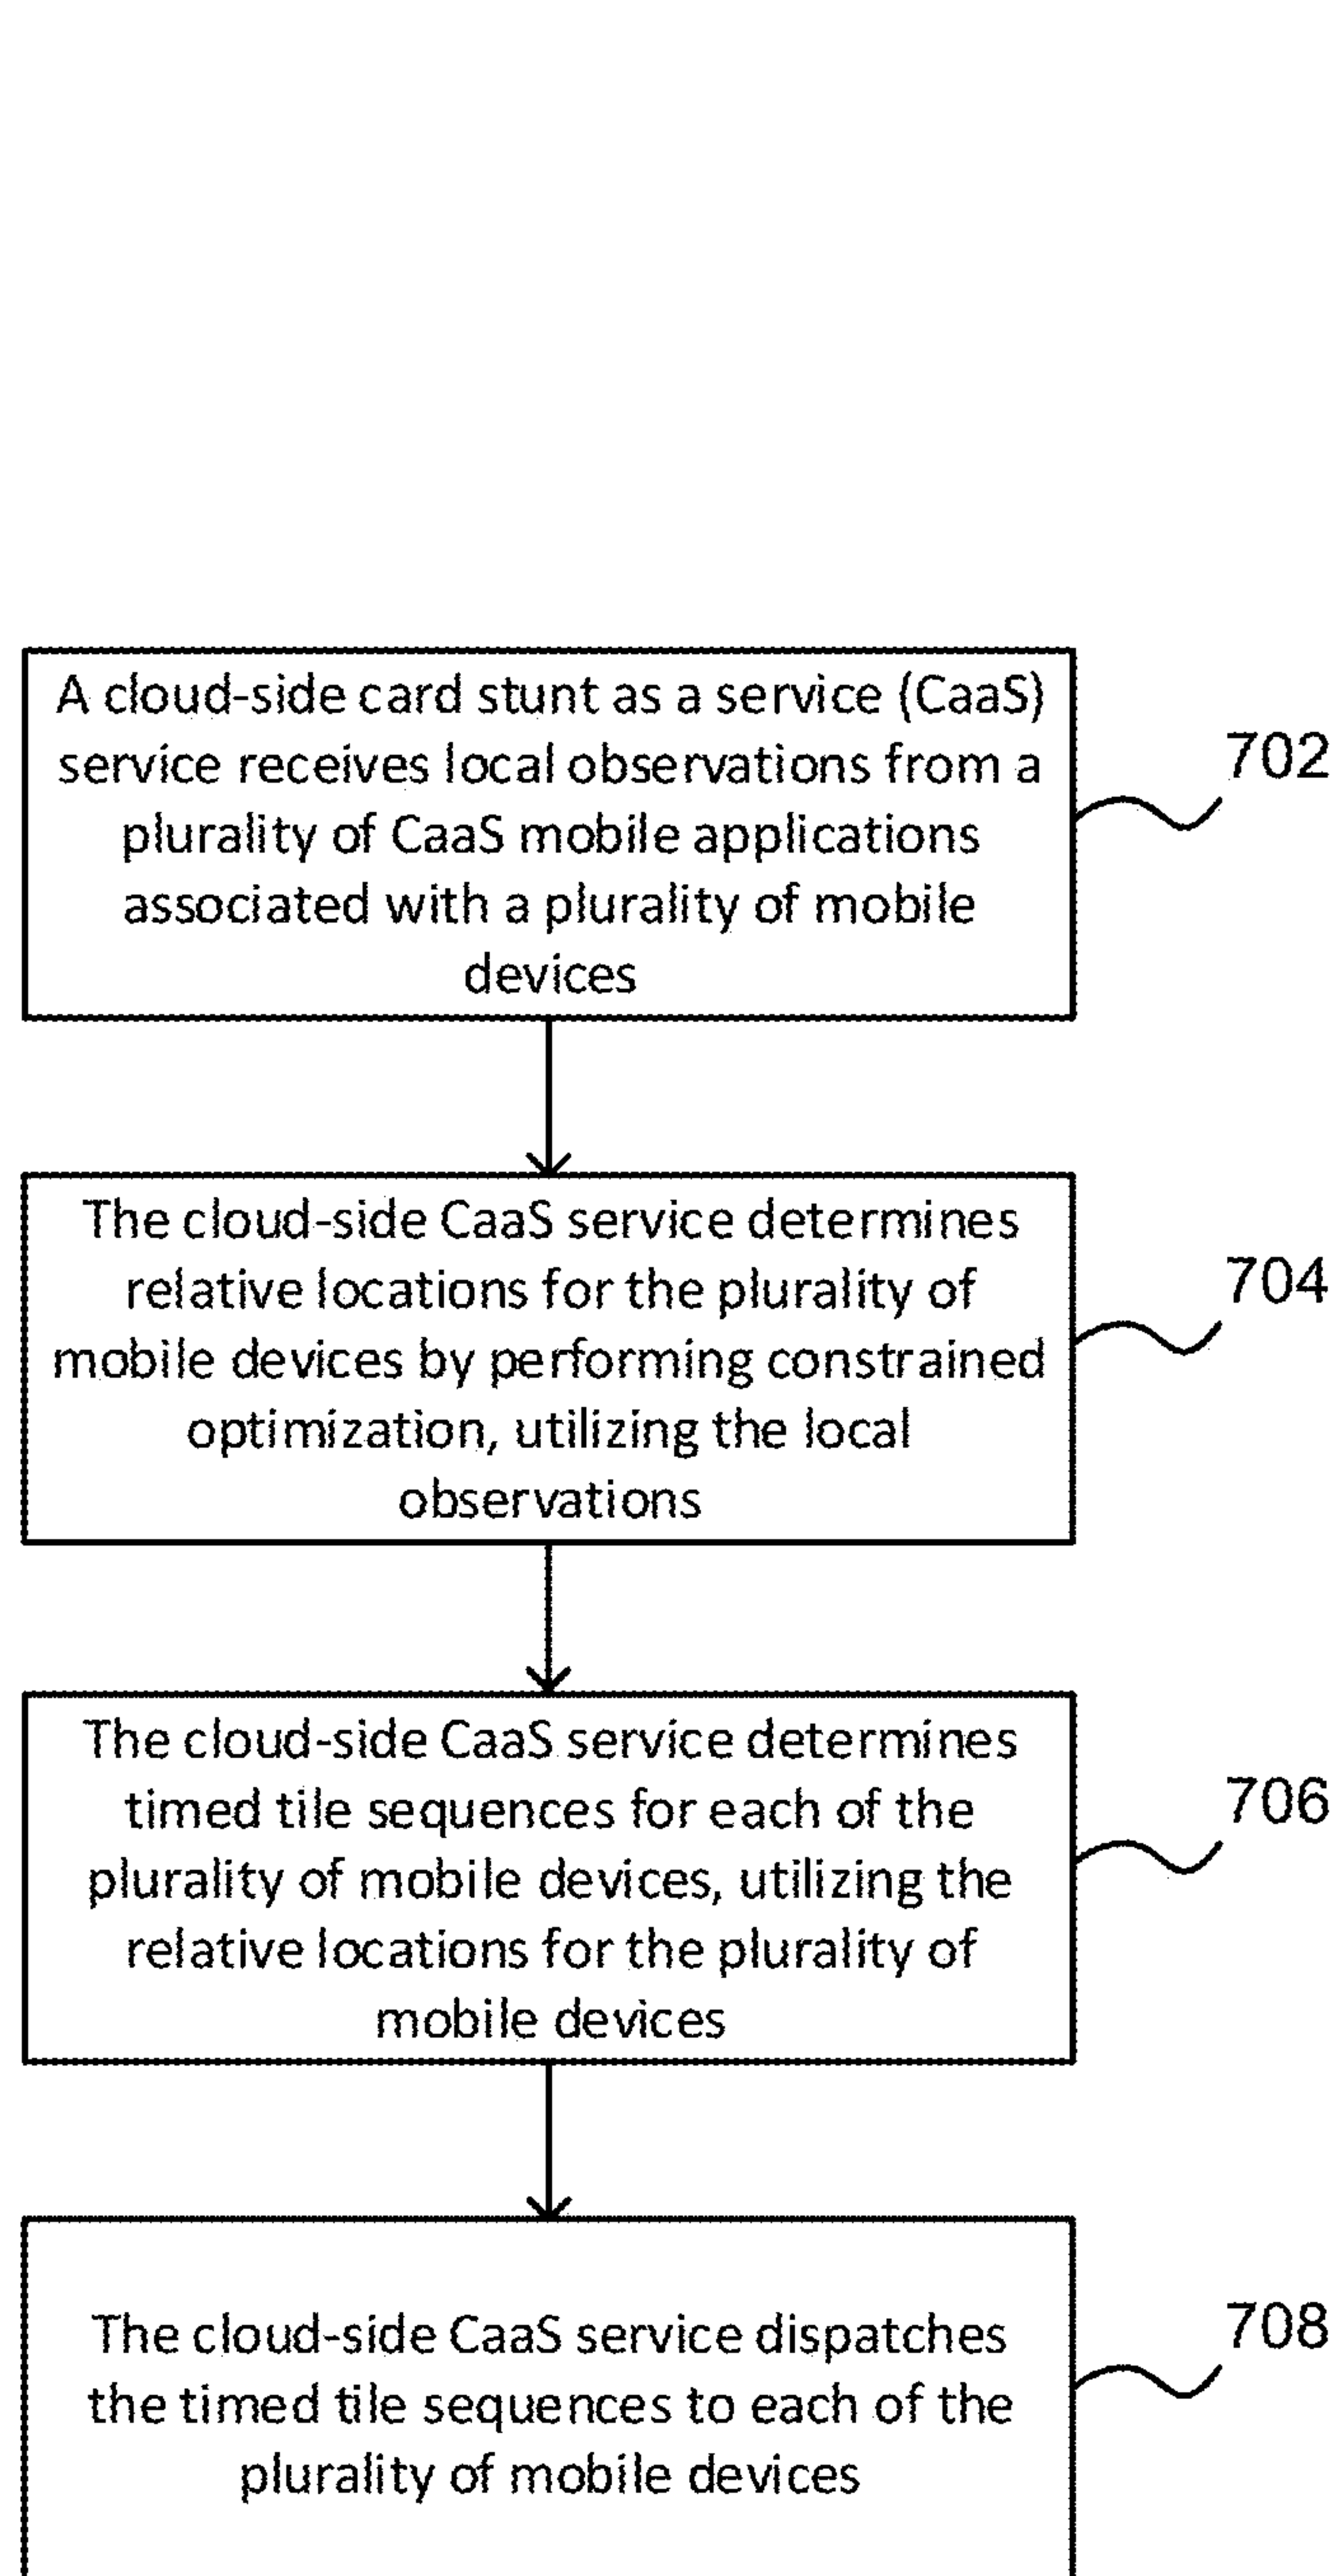 A cloud-side card stunt as a service (CaaS)
service receives local observations from a
plurality of CaaS mobile applications
associated with a plurality of mobile
devices
702
The cloud-side CaaS service determines
relative locations for the plurality of
mobile devices by performing constrained
optimization, utilizing the local
observations
704
The cloud-side CaaS service determines
timed tile sequences for each of the
plurality of mobile devices, utilizing the
relative locations for the plurality of
mobile devices
706
The cloud-side CaaS service dispatches
the timed tile sequences to each of the
plurality of mobile devices
708